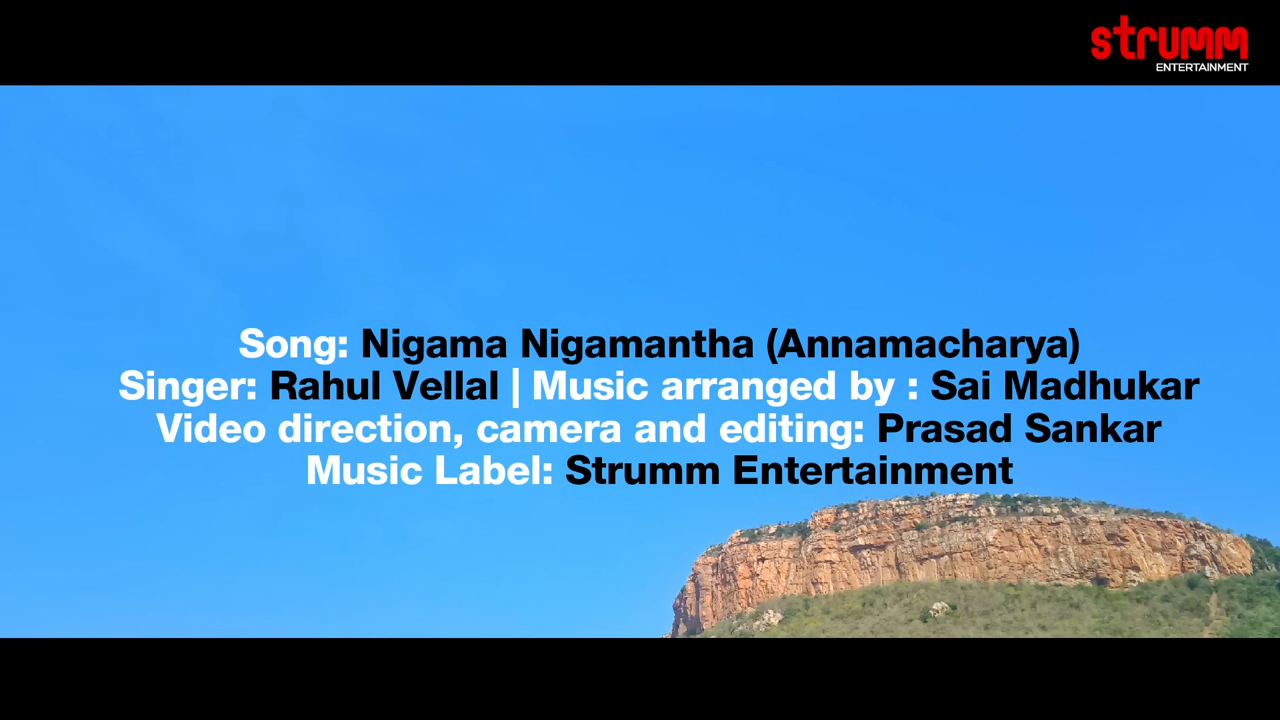 strumm
ENTERTAINMENT
Song: Nigama Nigamantha (Annamacharya)
Singer: Rahul Vellal | Music arranged by : Sai Madhukar
Video direction, camera and editing: Prasad Sankar
Music Label: Strumm Entertainment